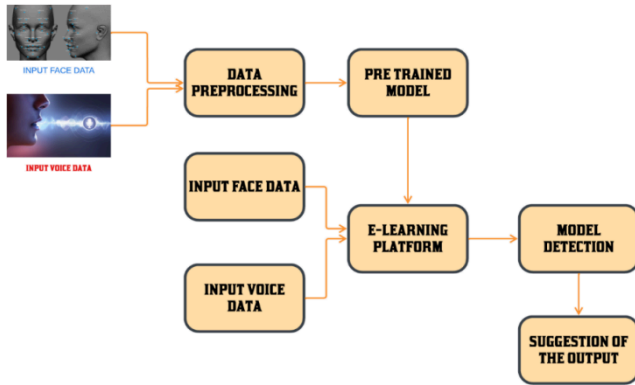 INPUT FACE DATA
INPUT VOICE DATA
DATA
PREPROCESSING
PRE TRAINED
MODEL
INPUT FACE DATA
INPUT VOICE
DATA
E-LEARNING
PLATFORM
MODEL
DETECTION
SUGGESTION OF
THE OUTPUT